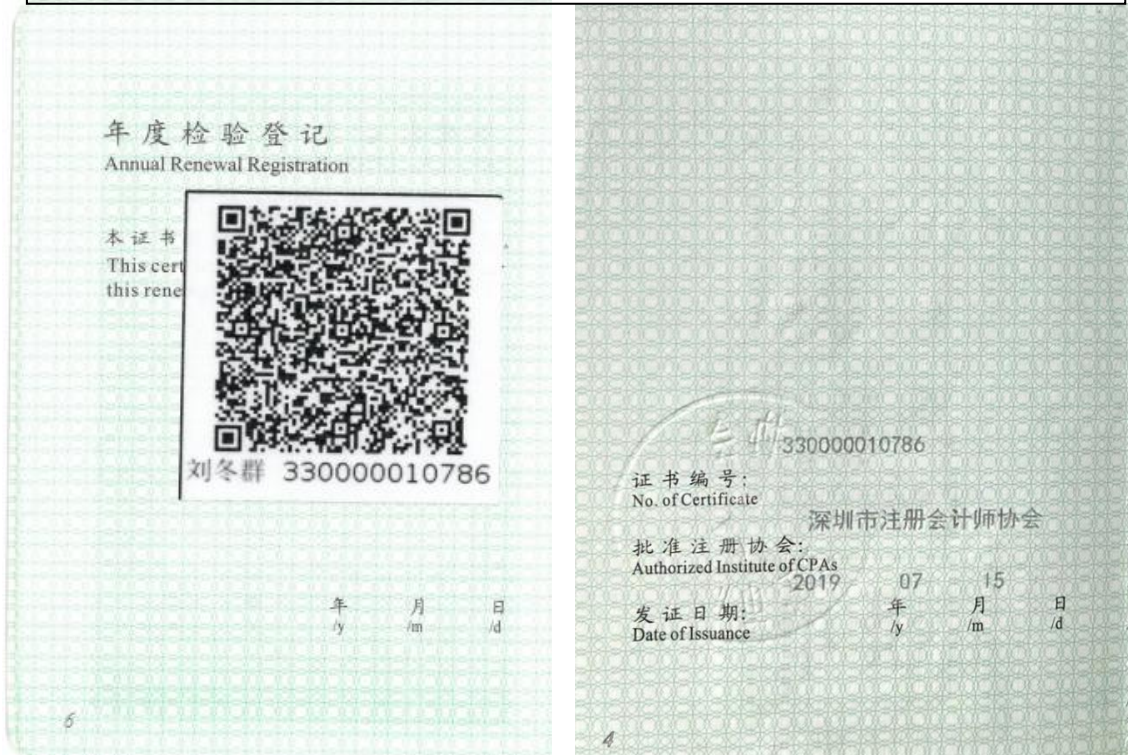 年度检验登记
Annual Renewal Registration
本证书
This cert
this rene
刘冬群 330000010786
年 月 日
/y /m /d
6
330000010786
证书编号:
No. of Certificate
深圳市注册会计师协会
批准注册协会:
Authorized Institute of CPAs
2019 07 15
发证日期: 年 月 日
Date of Issuance /y /m /d
4